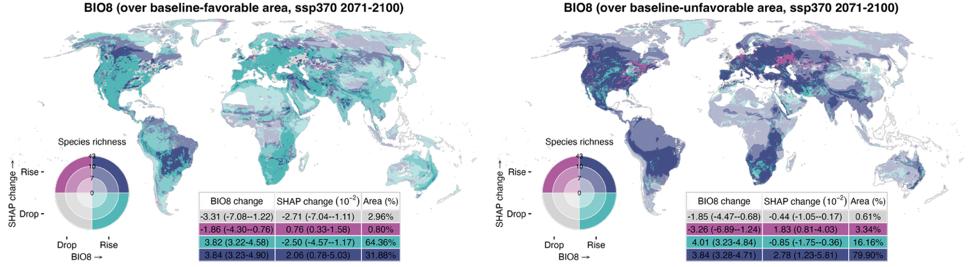 BIO8 (over baseline-favorable area, ssp370 2071-2100)
Species richness
43
10
7
0
SHAP change →
Rise
Drop
Drop
Rise
BIO8 →
BIO8 change SHAP change (10⁻²) Area (%)
-3.31 (-7.08--1.22) -2.71 (-7.04--1.11) 2.96%
-1.86 (-4.30--0.76) 0.76 (0.33-1.58) 0.80%
3.82 (3.22-4.58) -2.50 (-4.57--1.17) 64.36%
3.84 (3.23-4.90) 2.06 (0.78-5.03) 31.88%
BIO8 (over baseline-unfavorable area, ssp370 2071-2100)
Species richness
43
10
0
SHAP change →
Rise
Drop
Drop
Rise
BIO8 →
BIO8 change SHAP change (10⁻²) Area (%)
-1.85 (-4.47--0.68) -0.44 (-1.05--0.17) 0.61%
-3.26 (-6.89--1.24) 1.83 (0.81-4.03) 3.34%
4.01 (3.23-4.84) -0.85 (-1.75--0.36) 16.16%
3.84 (3.28-4.71) 2.78 (1.23-5.81) 79.90%